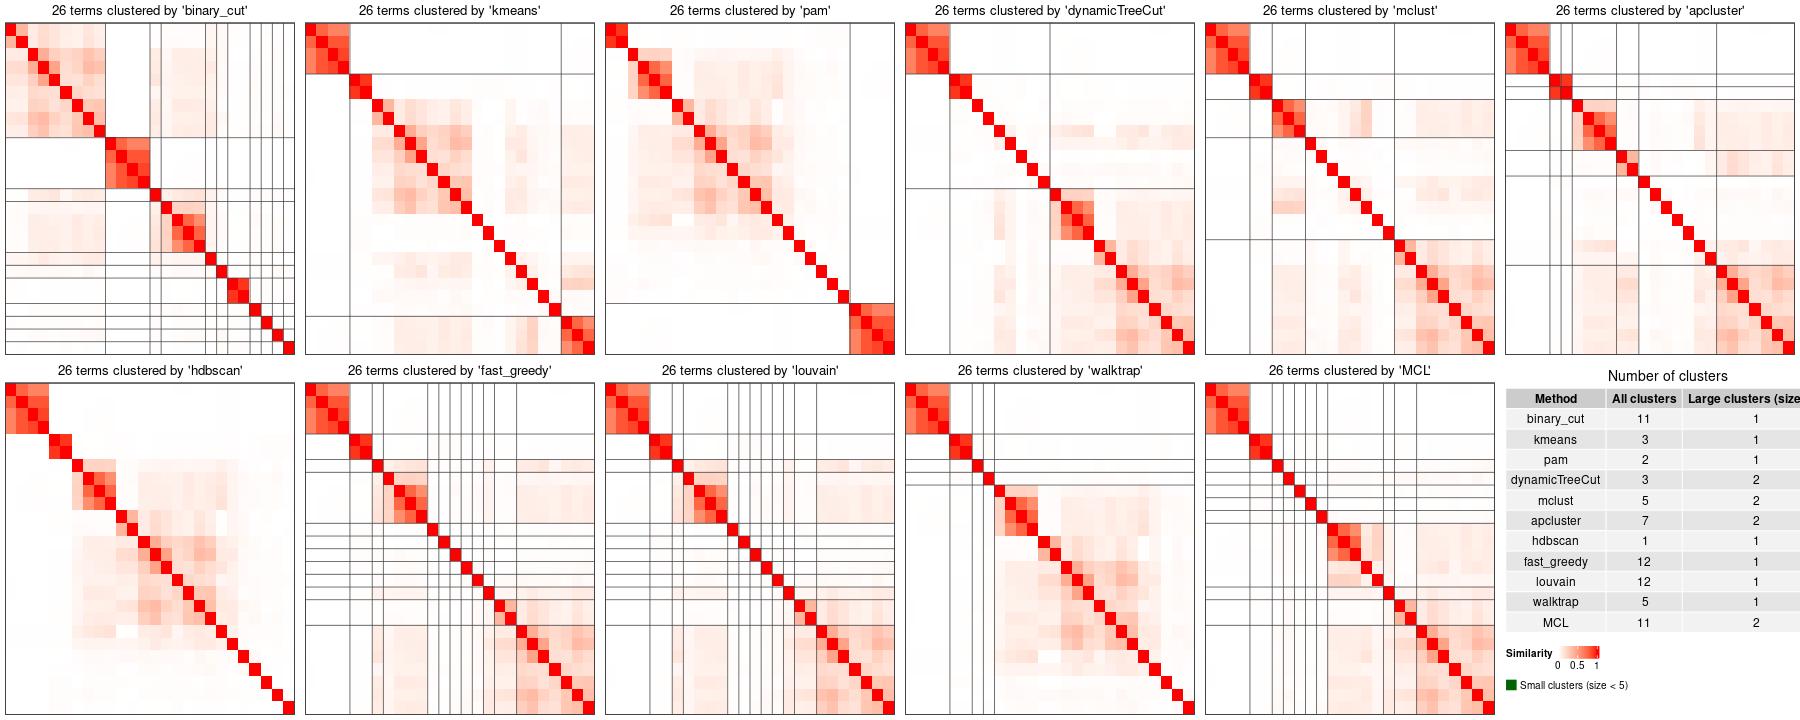 26 terms clustered by 'binary_cut'
26 terms clustered by 'kmeans'
26 terms clustered by 'pam'
26 terms clustered by 'dynamicTreeCut'
26 terms clustered by 'mclust'
26 terms clustered by 'apcluster'
26 terms clustered by 'hdbscan'
26 terms clustered by 'fast_greedy'
26 terms clustered by 'louvain'
26 terms clustered by 'walktrap'
26 terms clustered by 'MCL'
Number of clusters
Method All clusters Large clusters (size
binary_cut 11 1
kmeans 3 1
pam 2 1
dynamicTreeCut 3 2
mclust 5 2
apcluster 7 2
hdbscan 1 1
fast_greedy 12 1
louvain 12 1
walktrap 5 1
MCL 11 2
Similarity
0 0.5 1
Small clusters (size < 5)